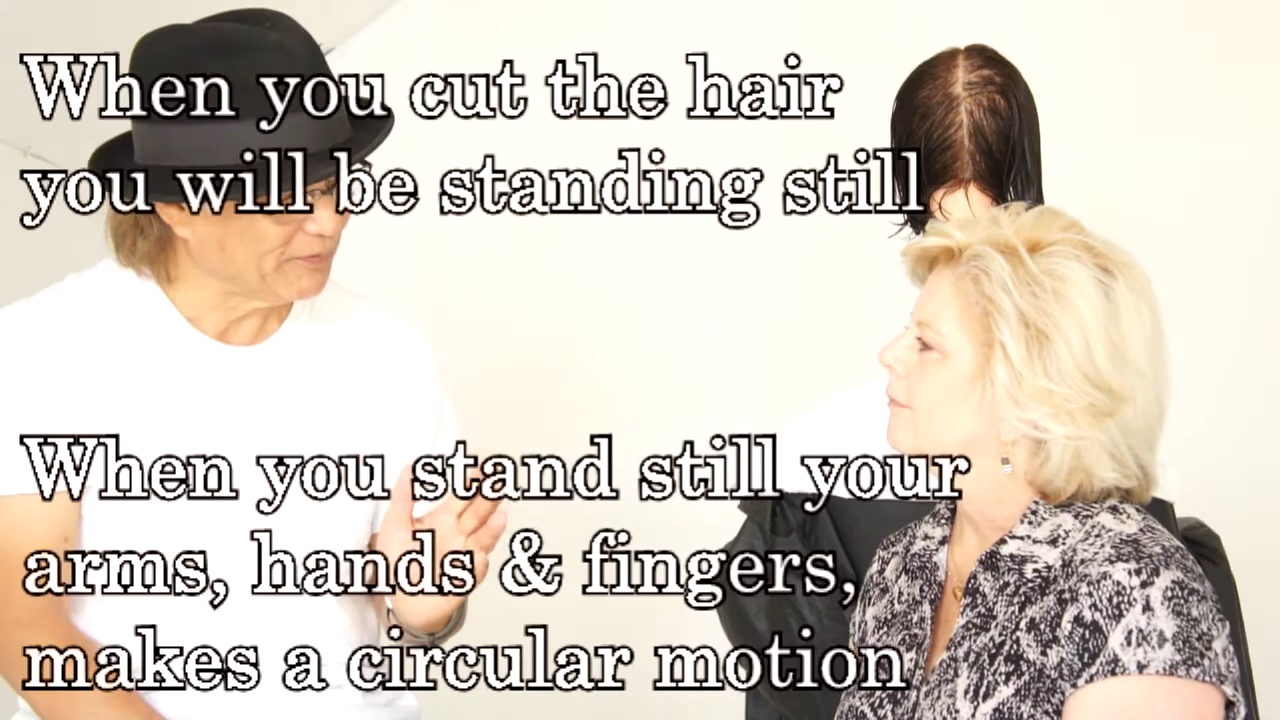 When you cut the hair
you will be standing still
When you stand still your
arms, hands & fingers,
makes a circular motion